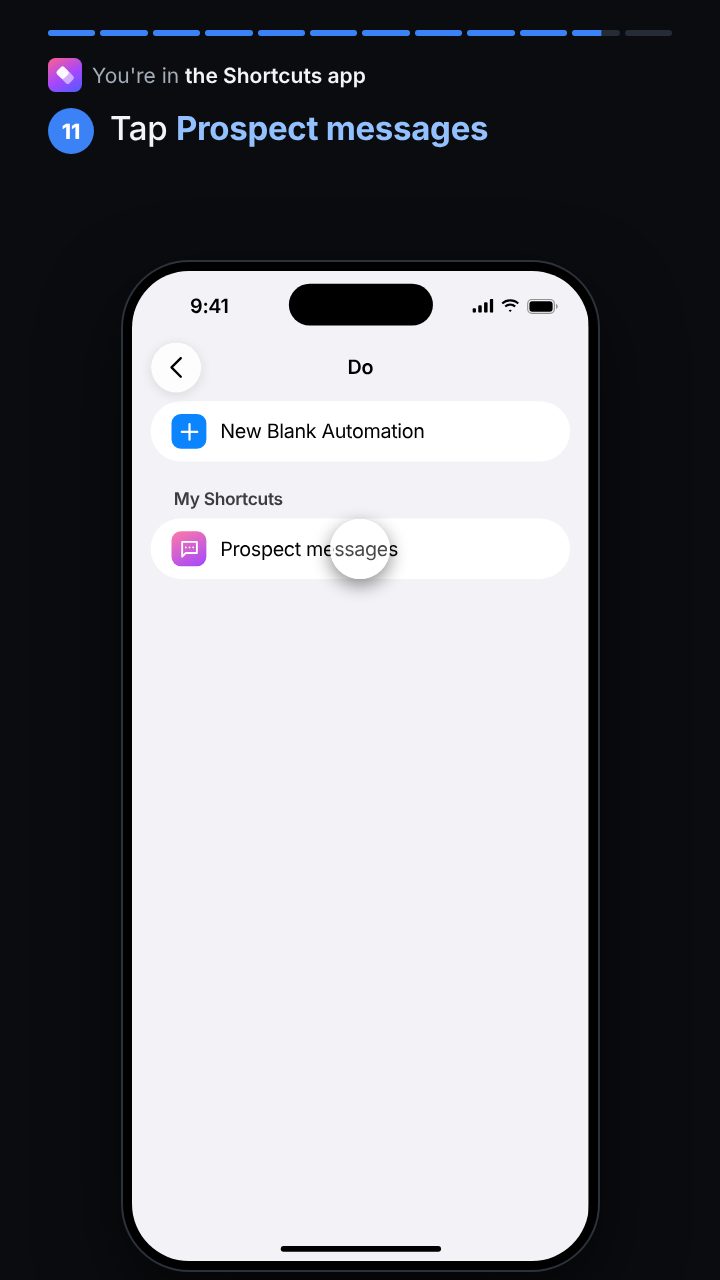 You're in the Shortcuts app
11 Tap Prospect messages
9:41
Do
New Blank Automation
My Shortcuts
Prospect messages